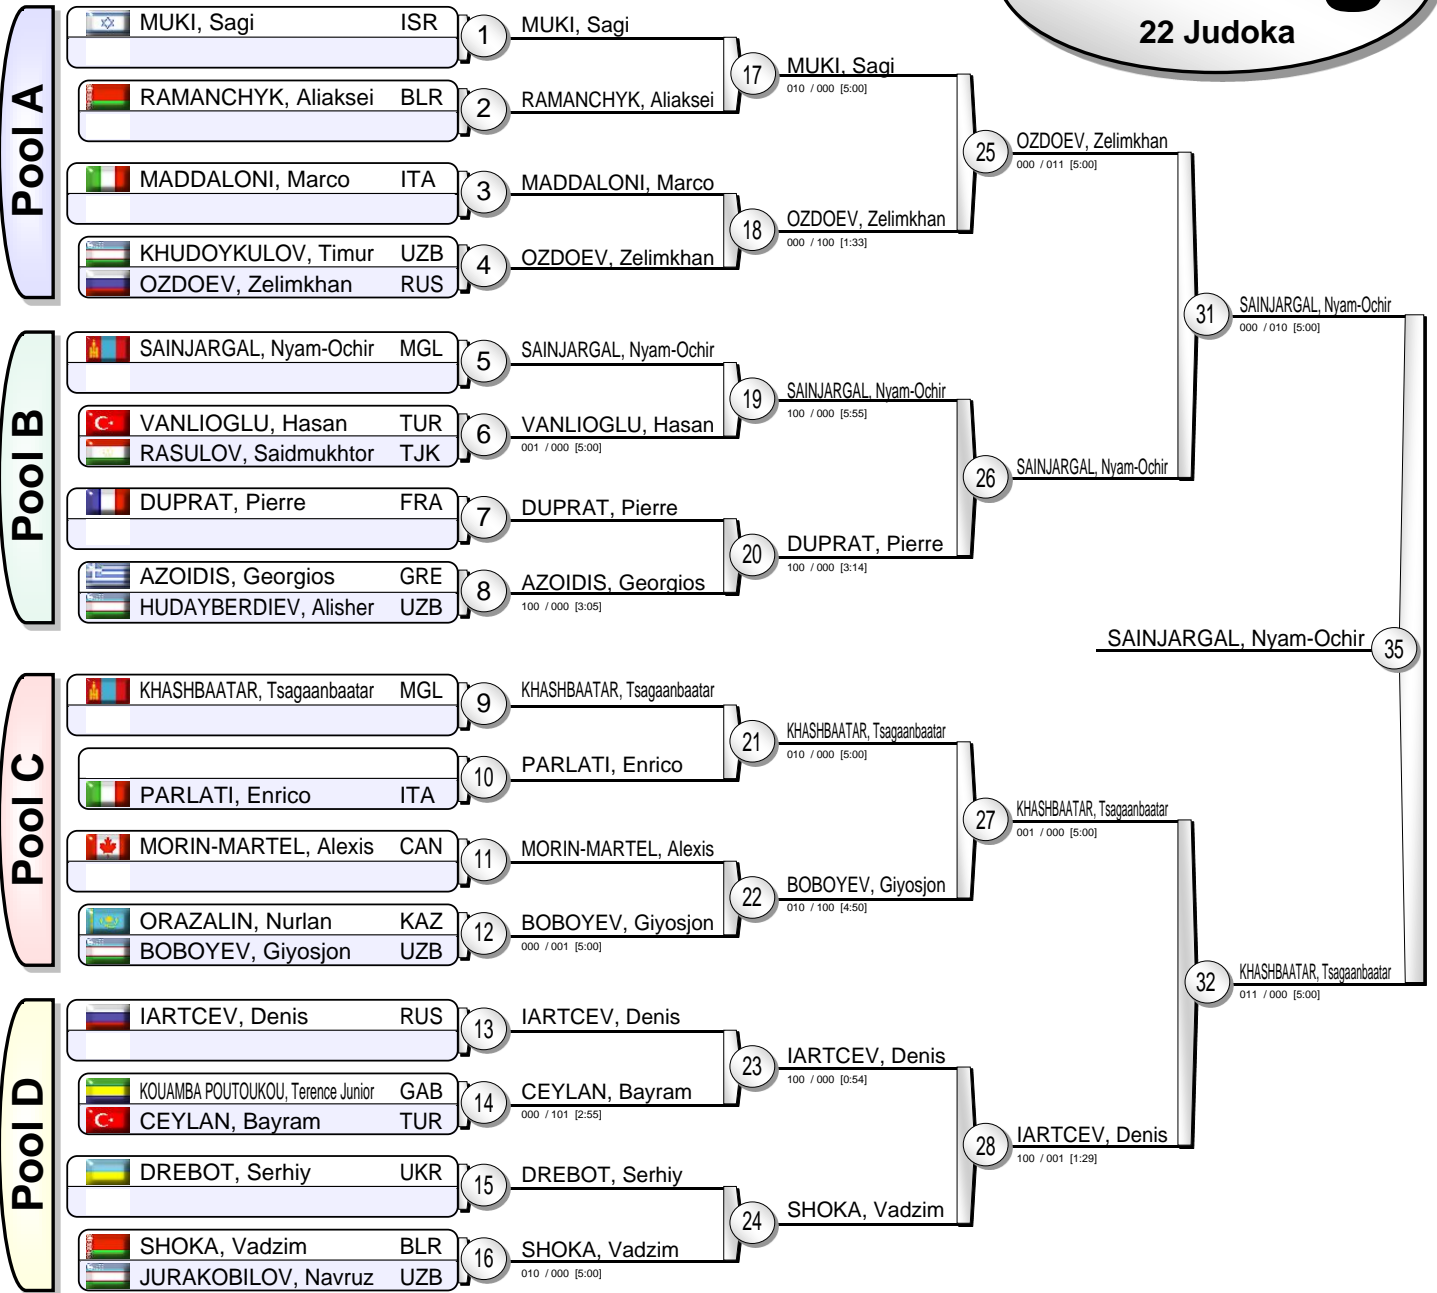 22 Judoka
Pool A
MUKI, Sagi ISR
1
MUKI, Sagi
RAMANCHYK, Aliaksei BLR
2
RAMANCHYK, Aliaksei
17
MUKI, Sagi
010 / 000 [5:00]
MADDALONI, Marco ITA
3
MADDALONI, Marco
KHUDOYKULOV, Timur UZB
OZDOEV, Zelimkhan RUS
4
OZDOEV, Zelimkhan
18
OZDOEV, Zelimkhan
000 / 100 [1:33]
25
OZDOEV, Zelimkhan
000 / 011 [5:00]
Pool B
SAINJARGAL, Nyam-Ochir MGL
5
SAINJARGAL, Nyam-Ochir
VANLIOGLU, Hasan TUR
RASULOV, Saidmukhtor TJK
6
VANLIOGLU, Hasan
001 / 000 [5:00]
19
SAINJARGAL, Nyam-Ochir
100 / 000 [5:55]
DUPRAT, Pierre FRA
7
DUPRAT, Pierre
AZOIDIS, Georgios GRE
HUDAYBERDIEV, Alisher UZB
8
AZOIDIS, Georgios
100 / 000 [3:05]
20
DUPRAT, Pierre
100 / 000 [3:14]
26
SAINJARGAL, Nyam-Ochir
31
SAINJARGAL, Nyam-Ochir
000 / 010 [5:00]
SAINJARGAL, Nyam-Ochir
35
Pool C
KHASHBAATAR, Tsagaanbaatar MGL
9
KHASHBAATAR, Tsagaanbaatar
PARLATI, Enrico ITA
10
PARLATI, Enrico
21
KHASHBAATAR, Tsagaanbaatar
010 / 000 [5:00]
MORIN-MARTEL, Alexis CAN
11
MORIN-MARTEL, Alexis
ORAZALIN, Nurlan KAZ
BOBOYEV, Giyosjon UZB
12
BOBOYEV, Giyosjon
000 / 001 [5:00]
22
BOBOYEV, Giyosjon
010 / 100 [4:50]
27
KHASHBAATAR, Tsagaanbaatar
001 / 000 [5:00]
Pool D
IARTCEV, Denis RUS
13
IARTCEV, Denis
KOUAMBA POUTOUKOU, Terence Junior GAB
CEYLAN, Bayram TUR
14
CEYLAN, Bayram
000 / 101 [2:55]
23
IARTCEV, Denis
100 / 000 [0:54]
DREBOT, Serhiy UKR
15
DREBOT, Serhiy
SHOKA, Vadzim BLR
JURAKOBILOV, Navruz UZB
16
SHOKA, Vadzim
010 / 000 [5:00]
24
SHOKA, Vadzim
28
IARTCEV, Denis
100 / 001 [1:29]
32
KHASHBAATAR, Tsagaanbaatar
011 / 000 [5:00]